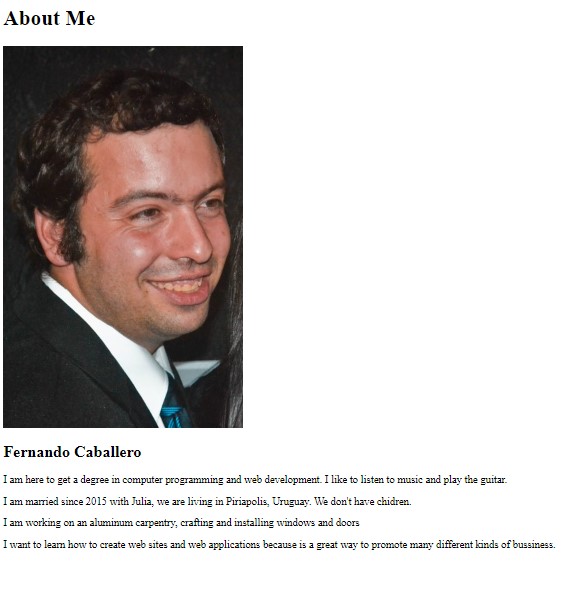 About Me
Fernando Caballero
I am here to get a degree in computer programming and web development. I like to listen to music and play the guitar.
I am married since 2015 with Julia, we are living in Piriapolis, Uruguay. We don't have chidren.
I am working on an aluminum carpentry, crafting and installing windows and doors
I want to learn how to create web sites and web applications because is a great way to promote many different kinds of bussiness.